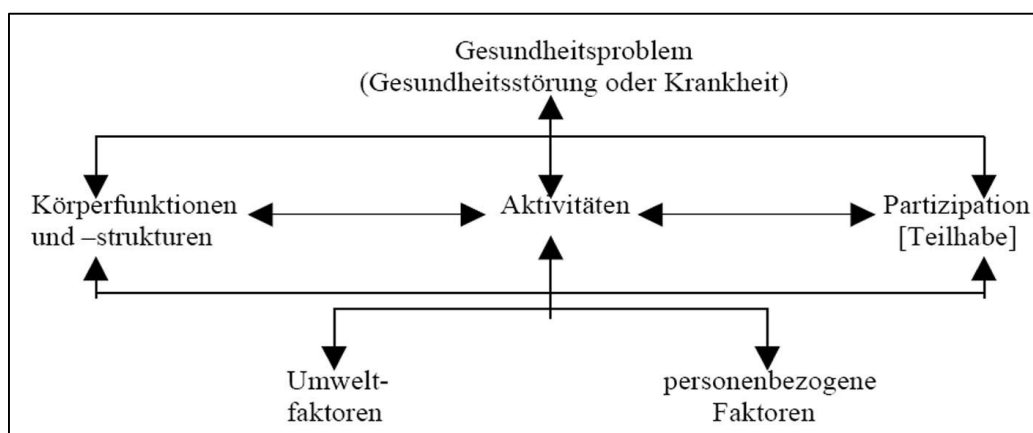 Gesundheitsproblem
(Gesundheitsstörung oder Krankheit)
Körperfunktionen
und –strukturen
Aktivitäten
Partizipation
[Teilhabe]
Umwelt-
faktoren
personenbezogene
Faktoren